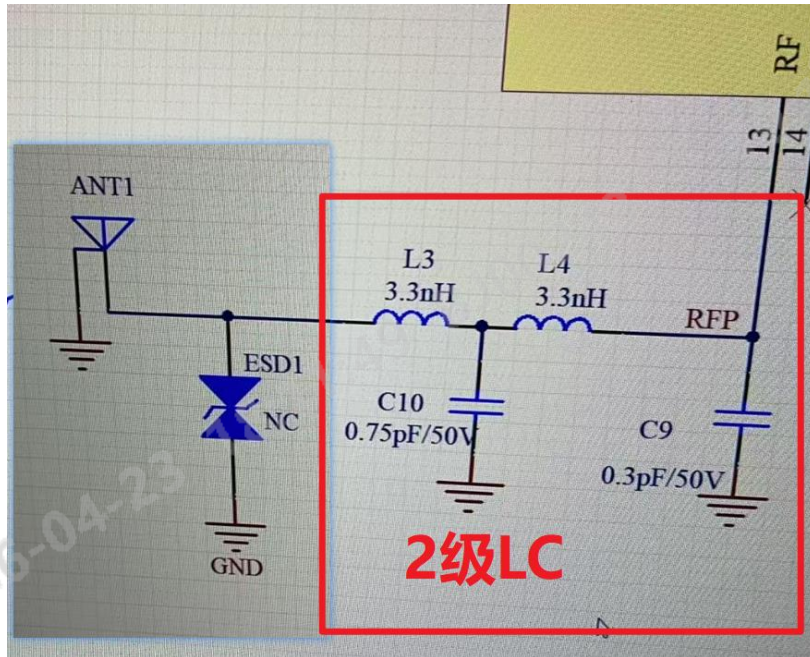 RF
13
14
ANT1
L3
3.3nH
L4
3.3nH
RFP
ESD1
NC
C10
0.75pF/50V
C9
0.3pF/50V
GND
2级LC